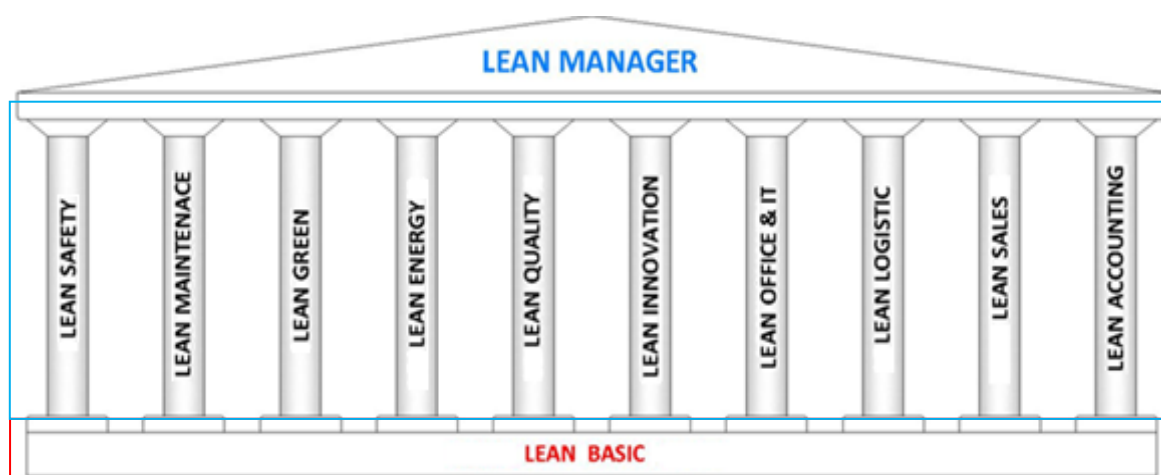 LEAN MANAGER
LEAN SAFETY
LEAN MAINTENACE
LEAN GREEN
LEAN ENERGY
LEAN QUALITY
LEAN INNOVATION
LEAN OFFICE & IT
LEAN LOGISTIC
LEAN SALES
LEAN ACCOUNTING
LEAN BASIC